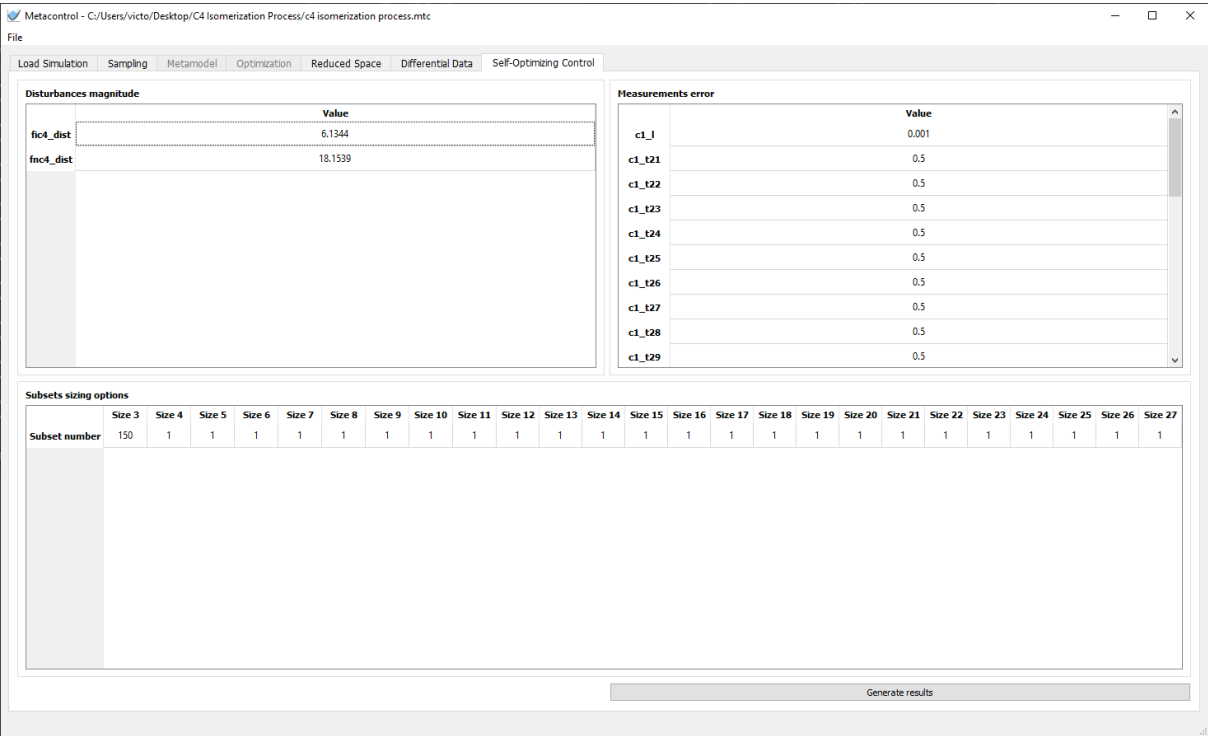 Metacontrol - C:/Users/victo/Desktop/C4 Isomerization Process/c4 isomerization process.mtc
File
Load Simulation Sampling Metamodel Optimization Reduced Space Differential Data Self-Optimizing Control
Disturbances magnitude
Value
fic4_dist 6.1344
fnc4_dist 18.1539
Measurements error
Value
c1_l 0.001
c1_t21 0.5
c1_t22 0.5
c1_t23 0.5
c1_t24 0.5
c1_t25 0.5
c1_t26 0.5
c1_t27 0.5
c1_t28 0.5
c1_t29 0.5
Subsets sizing options
Size 3 Size 4 Size 5 Size 6 Size 7 Size 8 Size 9 Size 10 Size 11 Size 12 Size 13 Size 14 Size 15 Size 16 Size 17 Size 18 Size 19 Size 20 Size 21 Size 22 Size 23 Size 24 Size 25 Size 26 Size 27
Subset number 150 1 1 1 1 1 1 1 1 1 1 1 1 1 1 1 1 1 1 1 1 1 1 1 1
Generate results